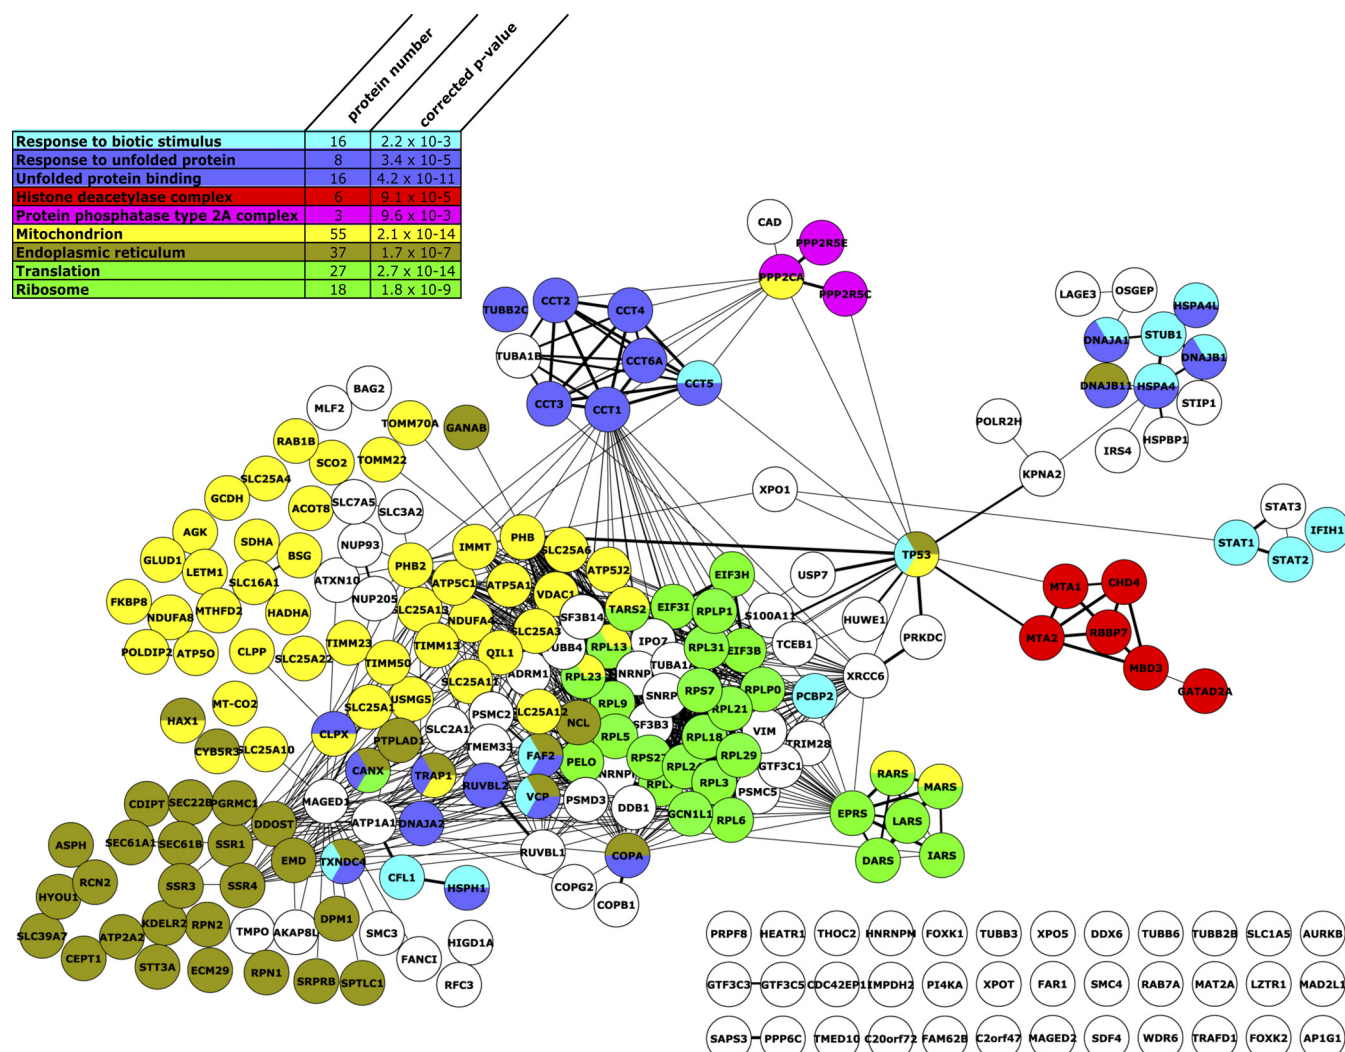 protein number
corrected p-value
Response to biotic stimulus 16 2.2 x 10-3
Response to unfolded protein 8 3.4 x 10-5
Unfolded protein binding 16 4.2 x 10-11
Histone deacetylase complex 6 9.1 x 10-5
Protein phosphatase type 2A complex 3 9.6 x 10-3
Mitochondrion 55 2.1 x 10-14
Endoplasmic reticulum 37 1.7 x 10-7
Translation 27 2.7 x 10-14
Ribosome 18 1.8 x 10-9
CAD
PPP2R5E
PPP2CA
PPP2R5C
LAGE3
OSGEP
HSPA4L
DNAJA1
STUB1
DNAJB1
DNAJB11
HSPA4
STIP1
HSPBP1
IRS4
POLR2H
KPNA2
TUBB2C
CCT2
CCT4
TUBA1B
CCT6A
CCT5
CCT3
CCT1
BAG2
MLF2
TOMM70A
GANAB
RAB1B
SCO2
TOMM22
SLC25A4
GCDH
ACOT8
SLC7A5
SLC3A2
AGK
SDHA
BSG
NUP93
GLUD1
LETM1
SLC16A1
ATXN10
NUP205
PHB2
FKBP8
NDUFA8
MTHFD2
HADHA
POLDIP2
ATP5O
CLPP
SLC25A22
TIMM23
XPO1
STAT3
IFIH1
STAT1
STAT2
TP53
USP7
HUWE1
PRKDC
S100A11
TCEB1
XRCC6
MTA1
CHD4
MTA2
RBBP7
MBD3
GATAD2A
IMMT
PHB
SLC25A6
ATP5C1
ATP5A1
ATP5J2
VDAC1
SLC25A13
NDUFA4
SLC25A3
SF3B14
TARS2
TIMM50
TIMM13
QIL1
SLC25A11
SLC25A1
USMG5
EIF3H
EIF3I
RPLP1
IPO7
RPL13
RPL31
EIF3B
TUBA1A
RPL23
RPS7
RPLP0
RPL9
RPL21
SF3B3
PCBP2
VIM
TRIM28
GTF3C1
PSMC5
RPL5
RPL18
RPL29
RPS27
RPL3
GCN1L1
RPL6
PELO
NCL
ADRM1
PSMC2
SLC2A1
TMEM33
HAX1
MT-CO2
CYB5R3
SLC25A10
CLPX
PTPLAD1
CANX
TRAP1
RUVBL2
FAF2
VCP
PSMD3
DDB1
MAGED1
ATP1A1
DNAJA2
RUVBL1
COPA
COPG2
COPB1
CDIPT
SEC22B
PGRMC1
DDOST
SEC61A1
SEC61B
SSR1
EMD
TXNDC4
CFL1
HSPH1
ASPH
RCN2
HYOU1
SSR3
SSR4
SLC39A7
ATP2A2
KDELR2
RPN2
TMPO
AKAP8L
DPM1
SMC3
FANCI
HIGD1A
RFC3
CEPT1
STT3A
ECM29
RPN1
SRPRB
SPTLC1
EPRS
RARS
MARS
LARS
DARS
IARS
PRPF8 HEATR1 THOC2 HNRNPM FOXK1 TUBB3 XPO5 DDX6 TUBB6 TUBB2B SLC1A5 AURKB
GTF3C3 GTF3C5 CDC42EP1 IMPDH2 PI4KA XPOT FAR1 SMC4 RAB7A MAT2A LZTR1 MAD2L1
SAPS3 PPP6C TMED10 C20orf72 FAM62B C2orf47 MAGED2 SDF4 WDR6 TRAFD1 FOXK2 AP1G1